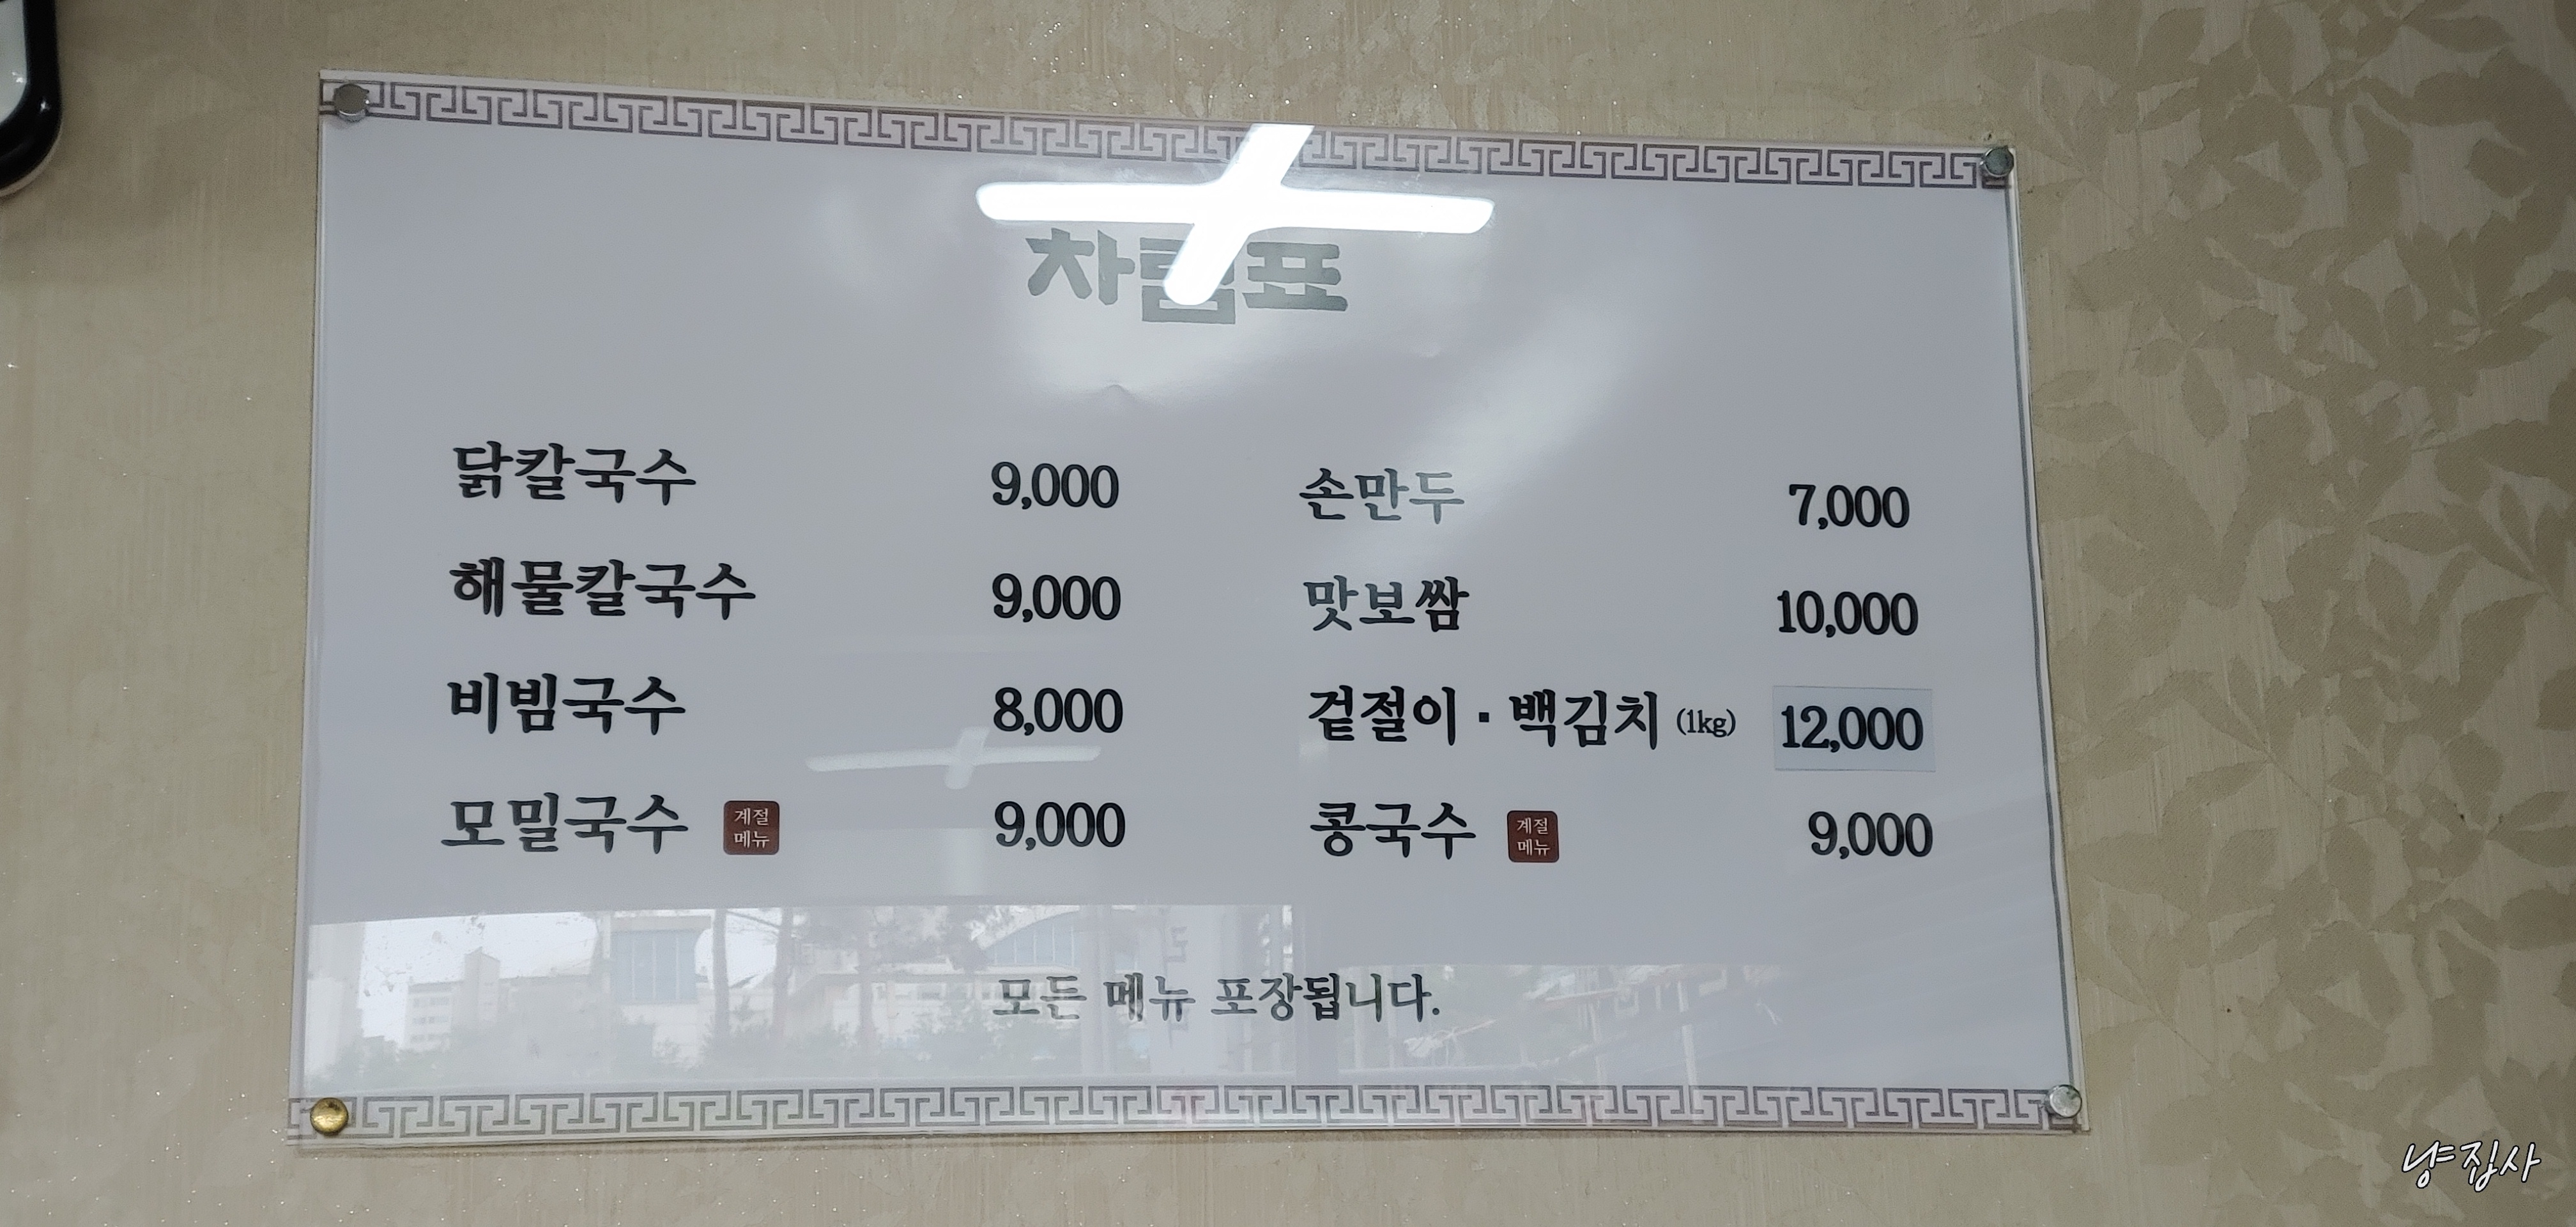 차림표
닭칼국수 9,000
해물칼국수 9,000
비빔국수 8,000
모밀국수 계절 메뉴 9,000
손만두 7,000
맛보쌈 10,000
겉절이 · 백김치 (1kg) 12,000
콩국수 계절 메뉴 9,000
모든 메뉴 포장됩니다.
냥집사